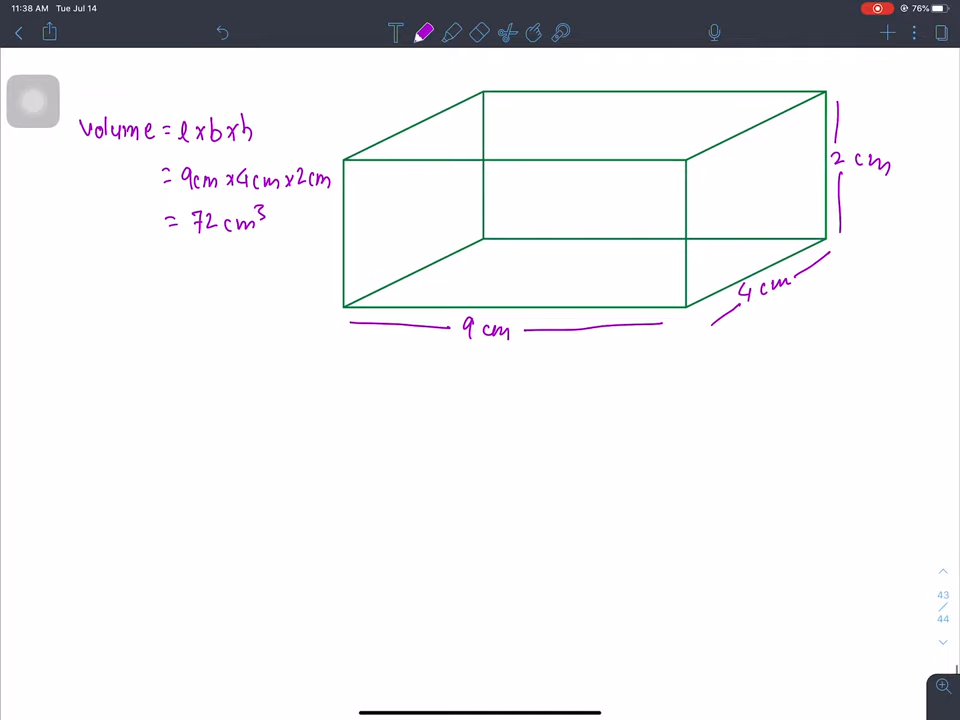 11:38 AM Tue Jul 14
76%
T
Volume = l x b x h
= 9cm x 4cm x 2cm
= 72 cm³
2 cm
4 cm
9 cm
43
/
44